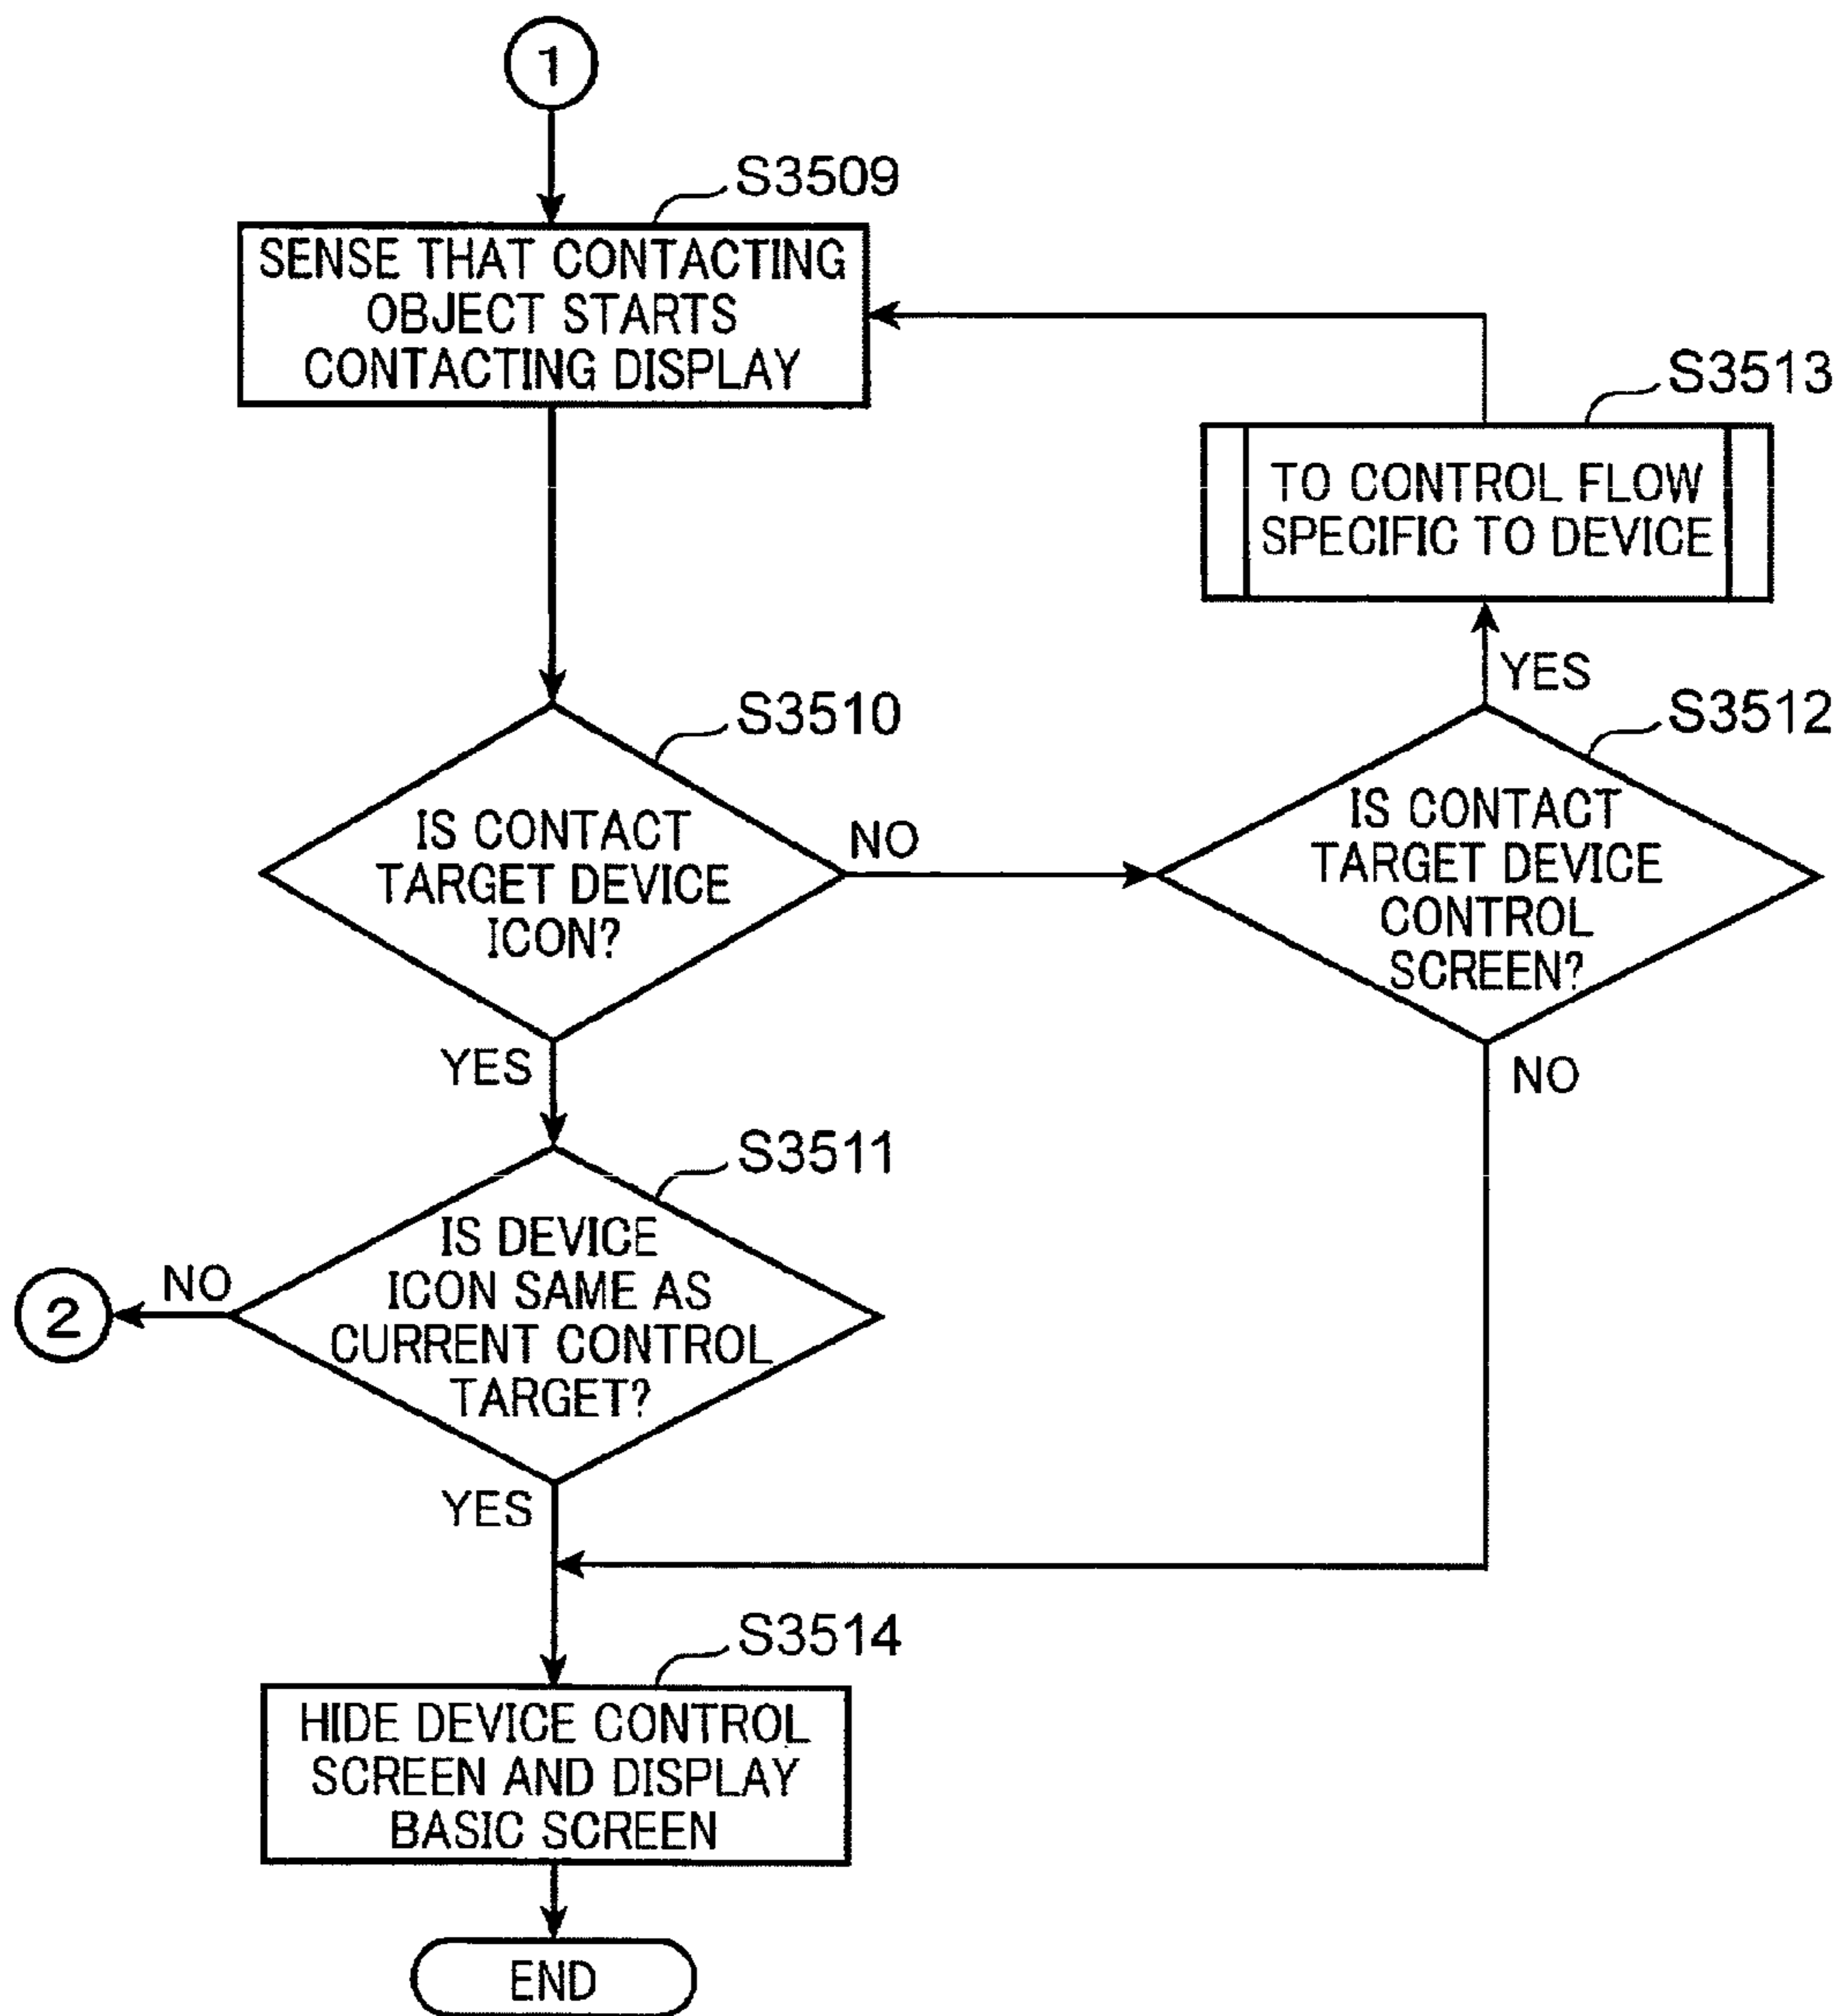 1
S3509
SENSE THAT CONTACTING
OBJECT STARTS
CONTACTING DISPLAY
S3513
TO CONTROL FLOW
SPECIFIC TO DEVICE
YES
S3510
S3512
IS CONTACT
TARGET DEVICE
ICON?
NO
IS CONTACT
TARGET DEVICE
CONTROL
SCREEN?
YES
NO
S3511
IS DEVICE
ICON SAME AS
CURRENT CONTROL
TARGET?
NO
2
YES
S3514
HIDE DEVICE CONTROL
SCREEN AND DISPLAY
BASIC SCREEN
END